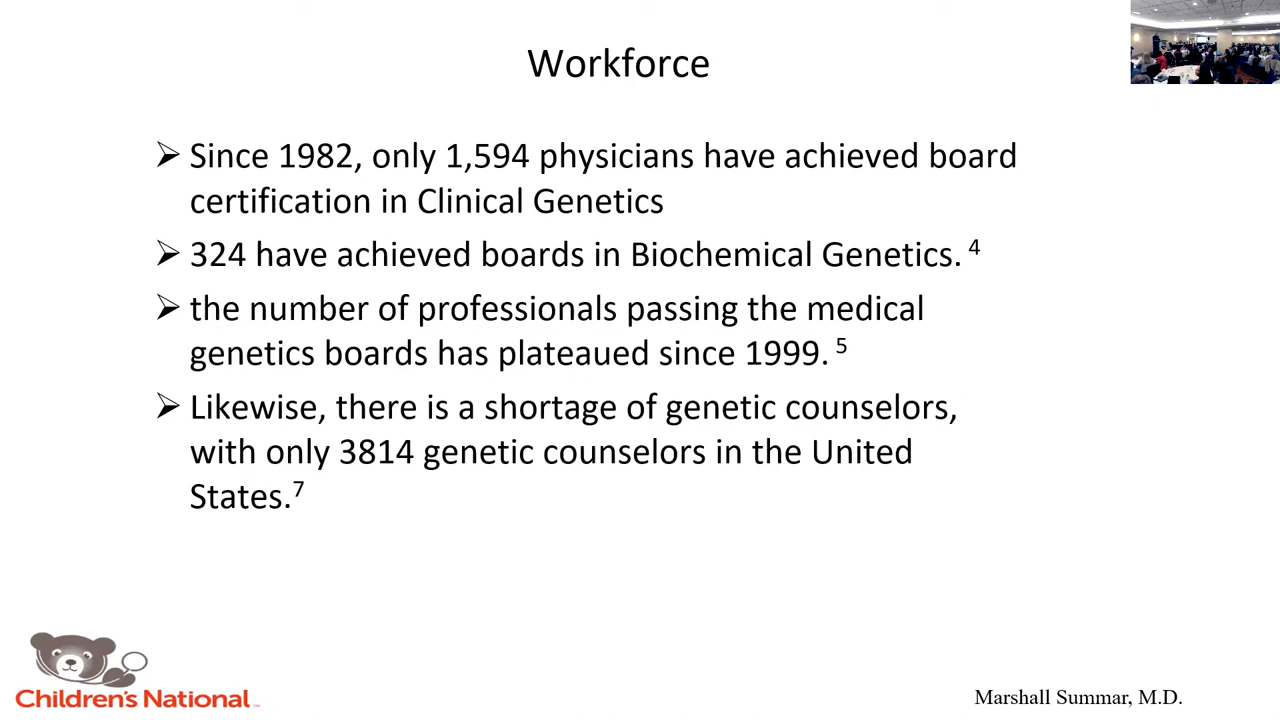 Workforce
➢ Since 1982, only 1,594 physicians have achieved board
certification in Clinical Genetics
➢ 324 have achieved boards in Biochemical Genetics. 4
➢ the number of professionals passing the medical
genetics boards has plateaued since 1999. 5
➢ Likewise, there is a shortage of genetic counselors,
with only 3814 genetic counselors in the United
States.7
Children's National
Marshall Summar, M.D.